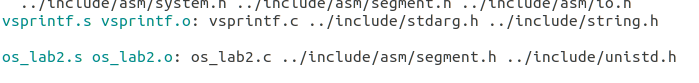 ../include/asm/system.h ../include/asm/segment.h ../include/asm/io.h
vsprintf.s vsprintf.o: vsprintf.c ../include/stdarg.h ../include/string.h
os_lab2.s os_lab2.o: os_lab2.c ../include/asm/segment.h ../include/unistd.h